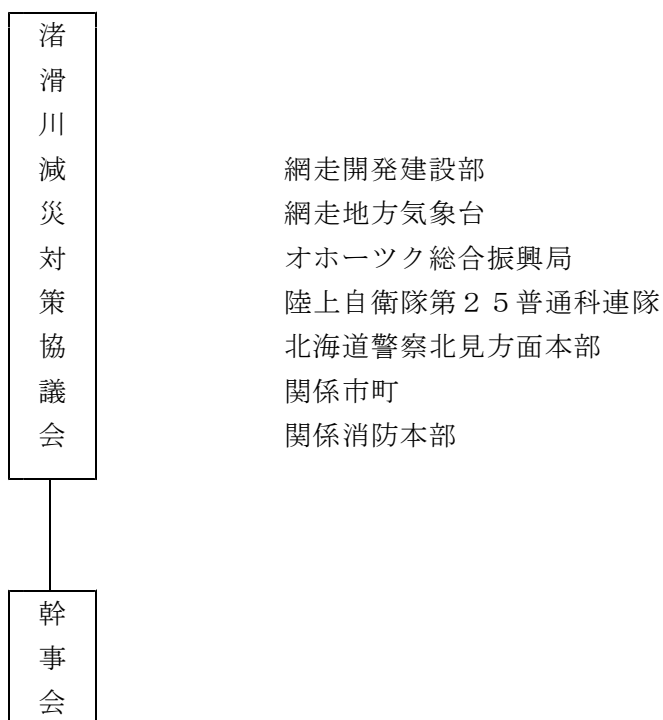 渚滑川減災対策協議会
網走開発建設部
網走地方気象台
オホーツク総合振興局
陸上自衛隊第２５普通科連隊
北海道警察北見方面本部
関係市町
関係消防本部
幹事会